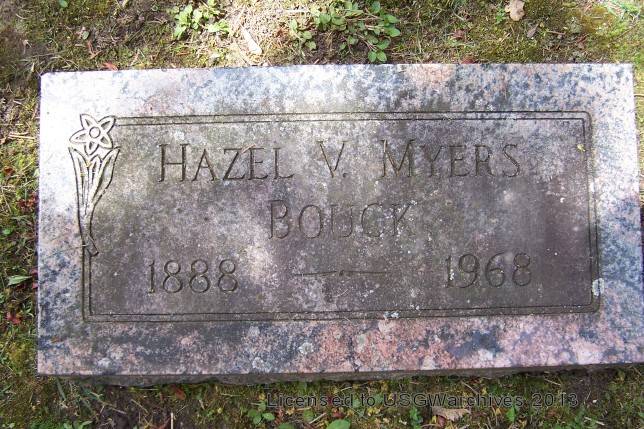 HAZEL V. MYERS
BOUCK
1888 — 1968
Licensed to USGWarchives 2013